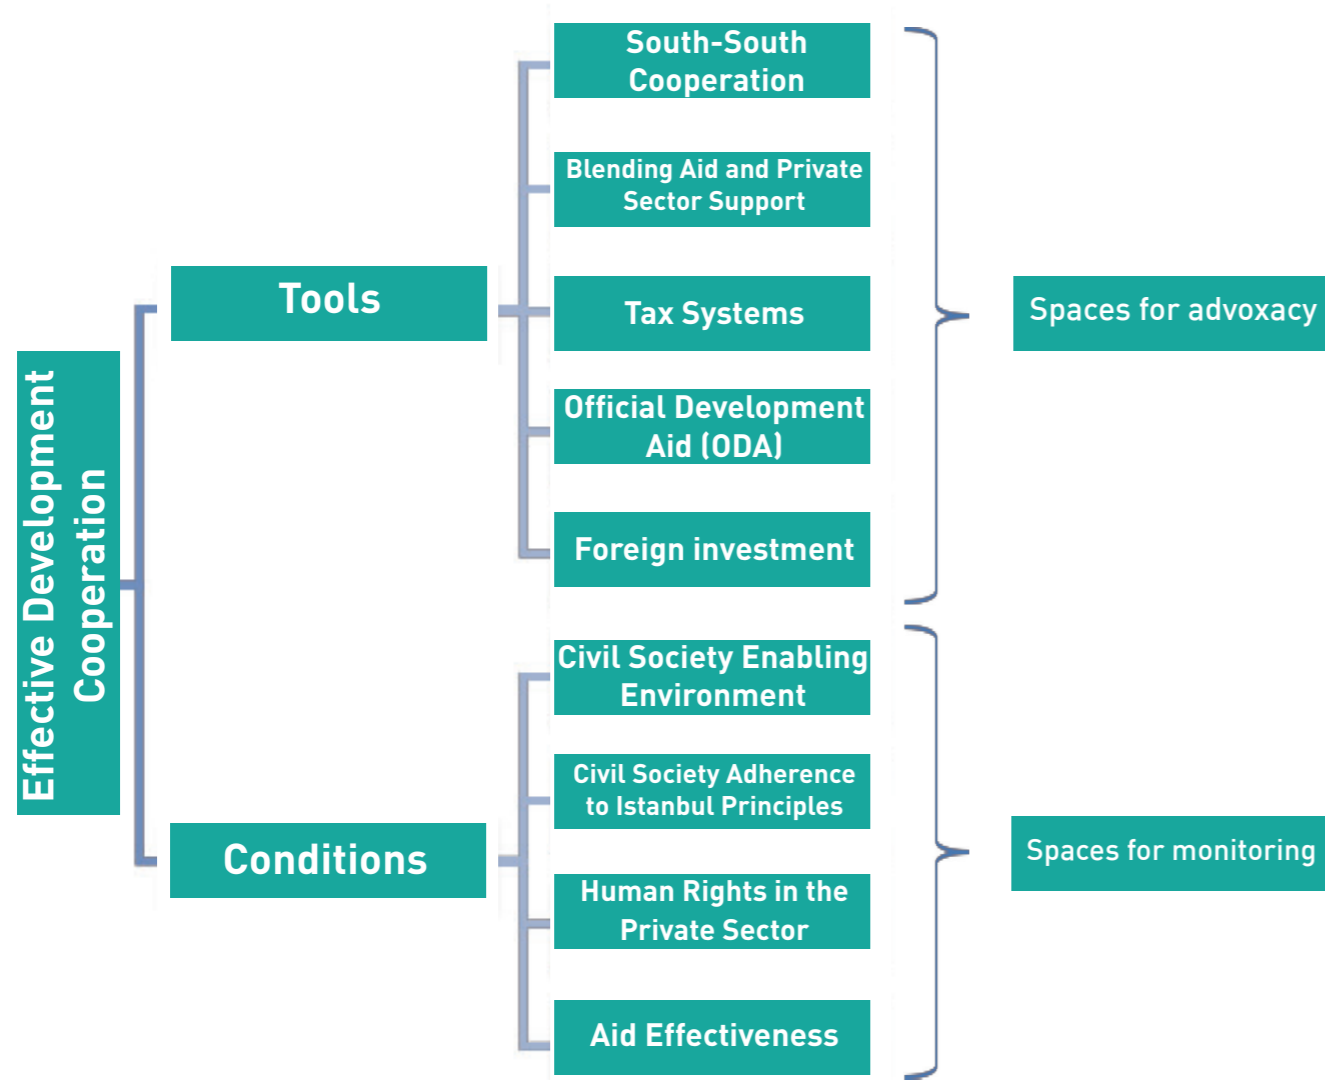 Effective Development
Cooperation
Tools
South-South
Cooperation
Blending Aid and Private
Sector Support
Tax Systems
Official Development
Aid (ODA)
Foreign investment
Spaces for advoxacy
Conditions
Civil Society Enabling
Environment
Civil Society Adherence
to Istanbul Principles
Human Rights in the
Private Sector
Aid Effectiveness
Spaces for monitoring